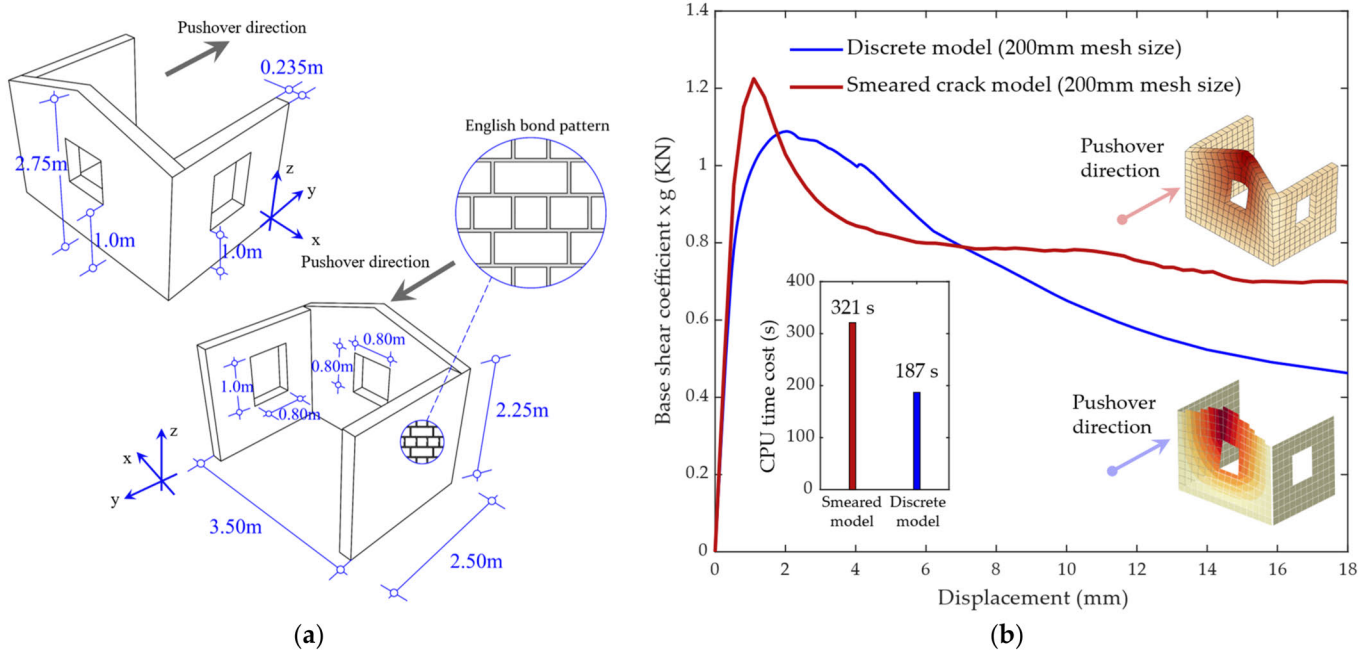 Pushover direction
0.235m
English bond pattern
2.75m
z
y
x
1.0m
1.0m
Pushover direction
0.80m
0.80m
1.0m
0.80m
2.25m
z
x
y
3.50m
2.50m
(a)
Base shear coefficient x g (KN)
1.4
1.2
1
0.8
0.6
0.4
0.2
0
Discrete model (200mm mesh size)
Smeared crack model (200mm mesh size)
Pushover
direction
CPU time cost (s)
400
300
200
100
0
321 s
187 s
Smeared
model
Discrete
model
Pushover
direction
0
2
4
6
8
10
12
14
16
18
Displacement (mm)
(b)